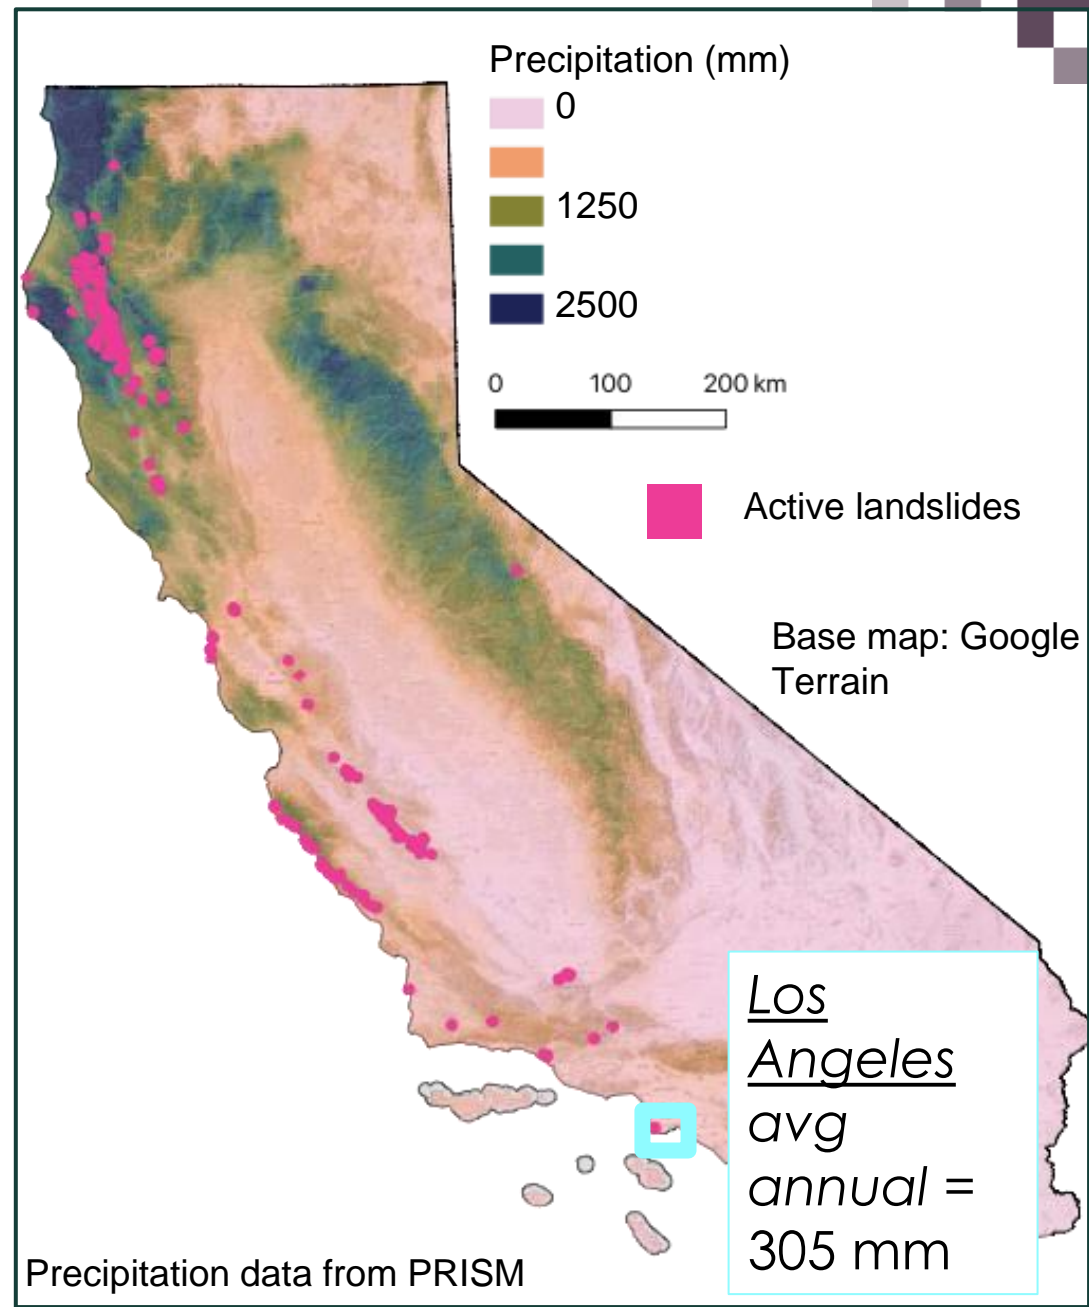 Precipitation (mm)
0
1250
2500
0 100 200 km
Active landslides
Base map: Google
Terrain
Los
Angeles
avg
annual =
305 mm
Precipitation data from PRISM